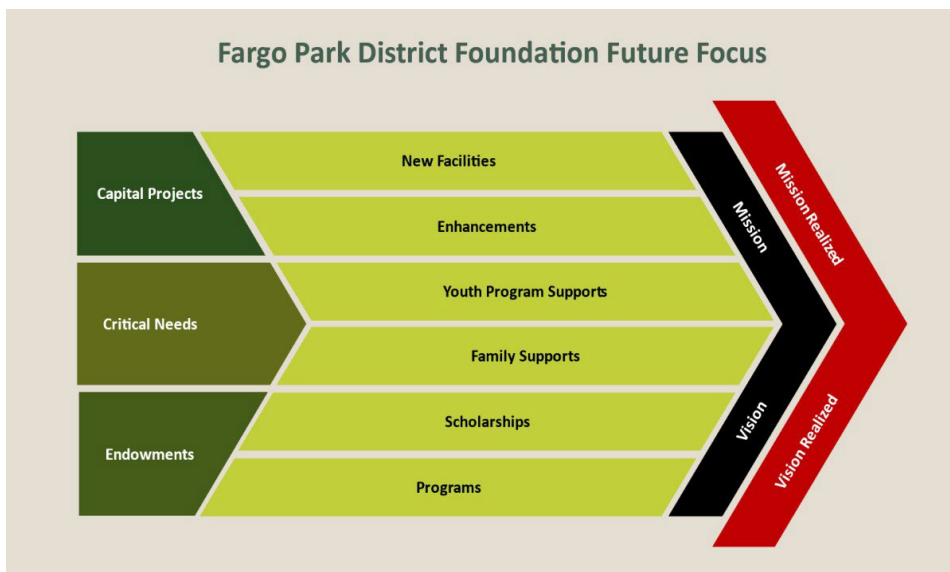 Fargo Park District Foundation Future Focus
Capital Projects
New Facilities
Enhancements
Critical Needs
Youth Program Supports
Family Supports
Endowments
Scholarships
Programs
Mission
Vision
Mission Realized
Vision Realized